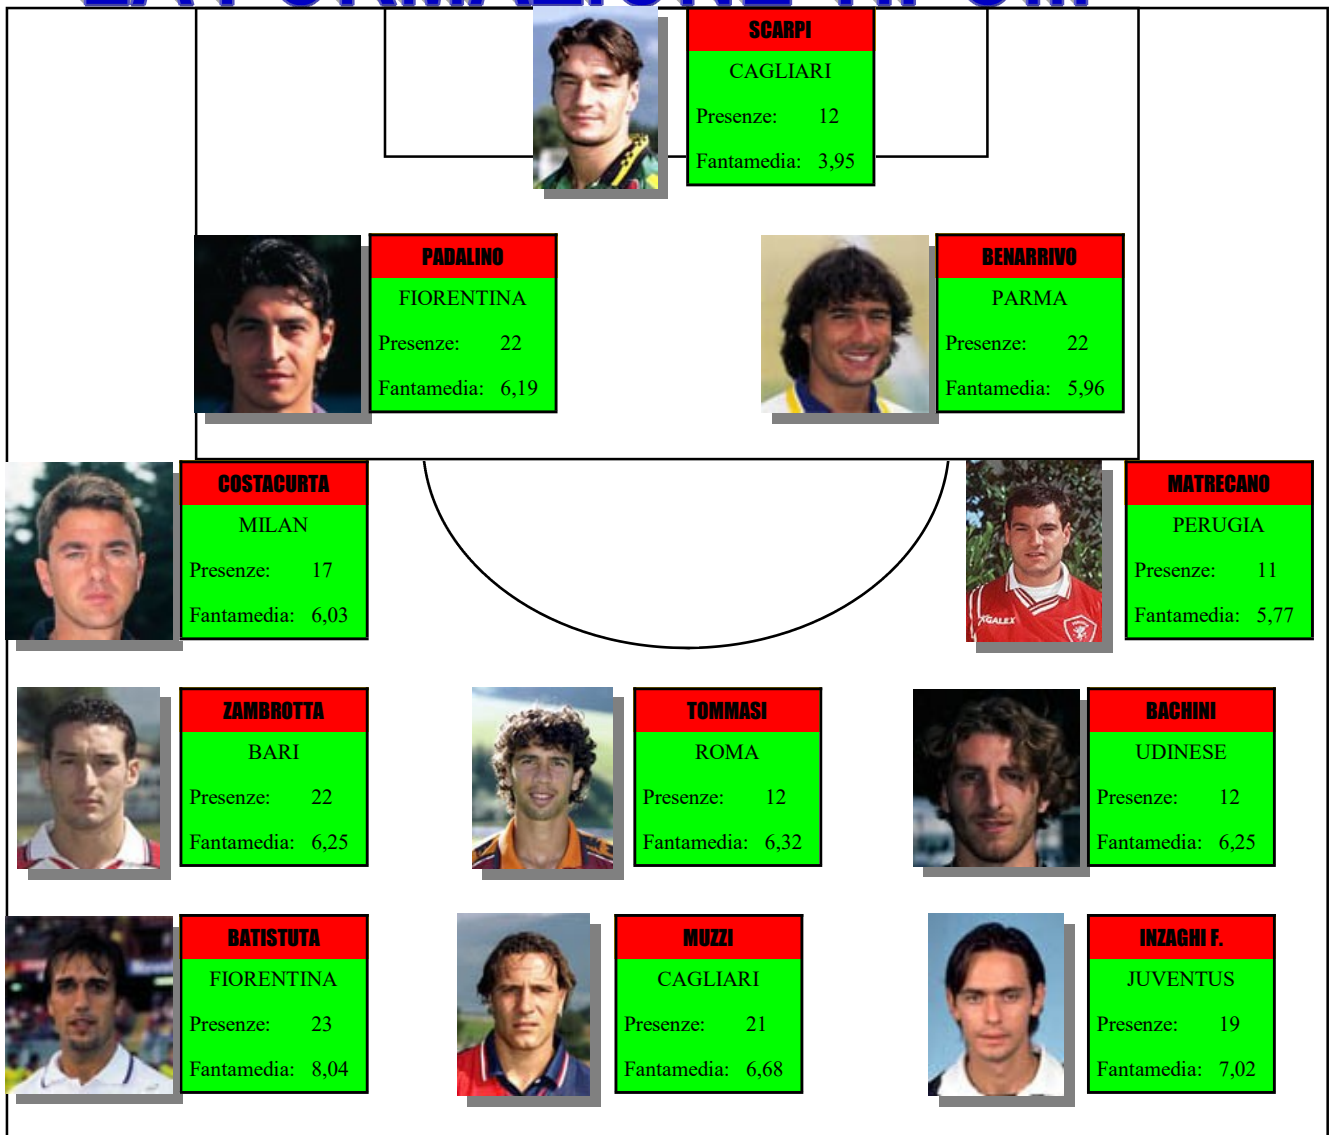 LA FORMAZIONE TIPO
SCARPI
CAGLIARI
Presenze: 12
Fantamedia: 3,95
PADALINO
FIORENTINA
Presenze: 22
Fantamedia: 6,19
BENARRIVO
PARMA
Presenze: 22
Fantamedia: 5,96
COSTACURTA
MILAN
Presenze: 17
Fantamedia: 6,03
MATRECANO
PERUGIA
Presenze: 11
Fantamedia: 5,77
ZAMBROTTA
BARI
Presenze: 22
Fantamedia: 6,25
TOMMASI
ROMA
Presenze: 12
Fantamedia: 6,32
BACHINI
UDINESE
Presenze: 12
Fantamedia: 6,25
BATISTUTA
FIORENTINA
Presenze: 23
Fantamedia: 8,04
MUZZI
CAGLIARI
Presenze: 21
Fantamedia: 6,68
INZAGHI F.
JUVENTUS
Presenze: 19
Fantamedia: 7,02